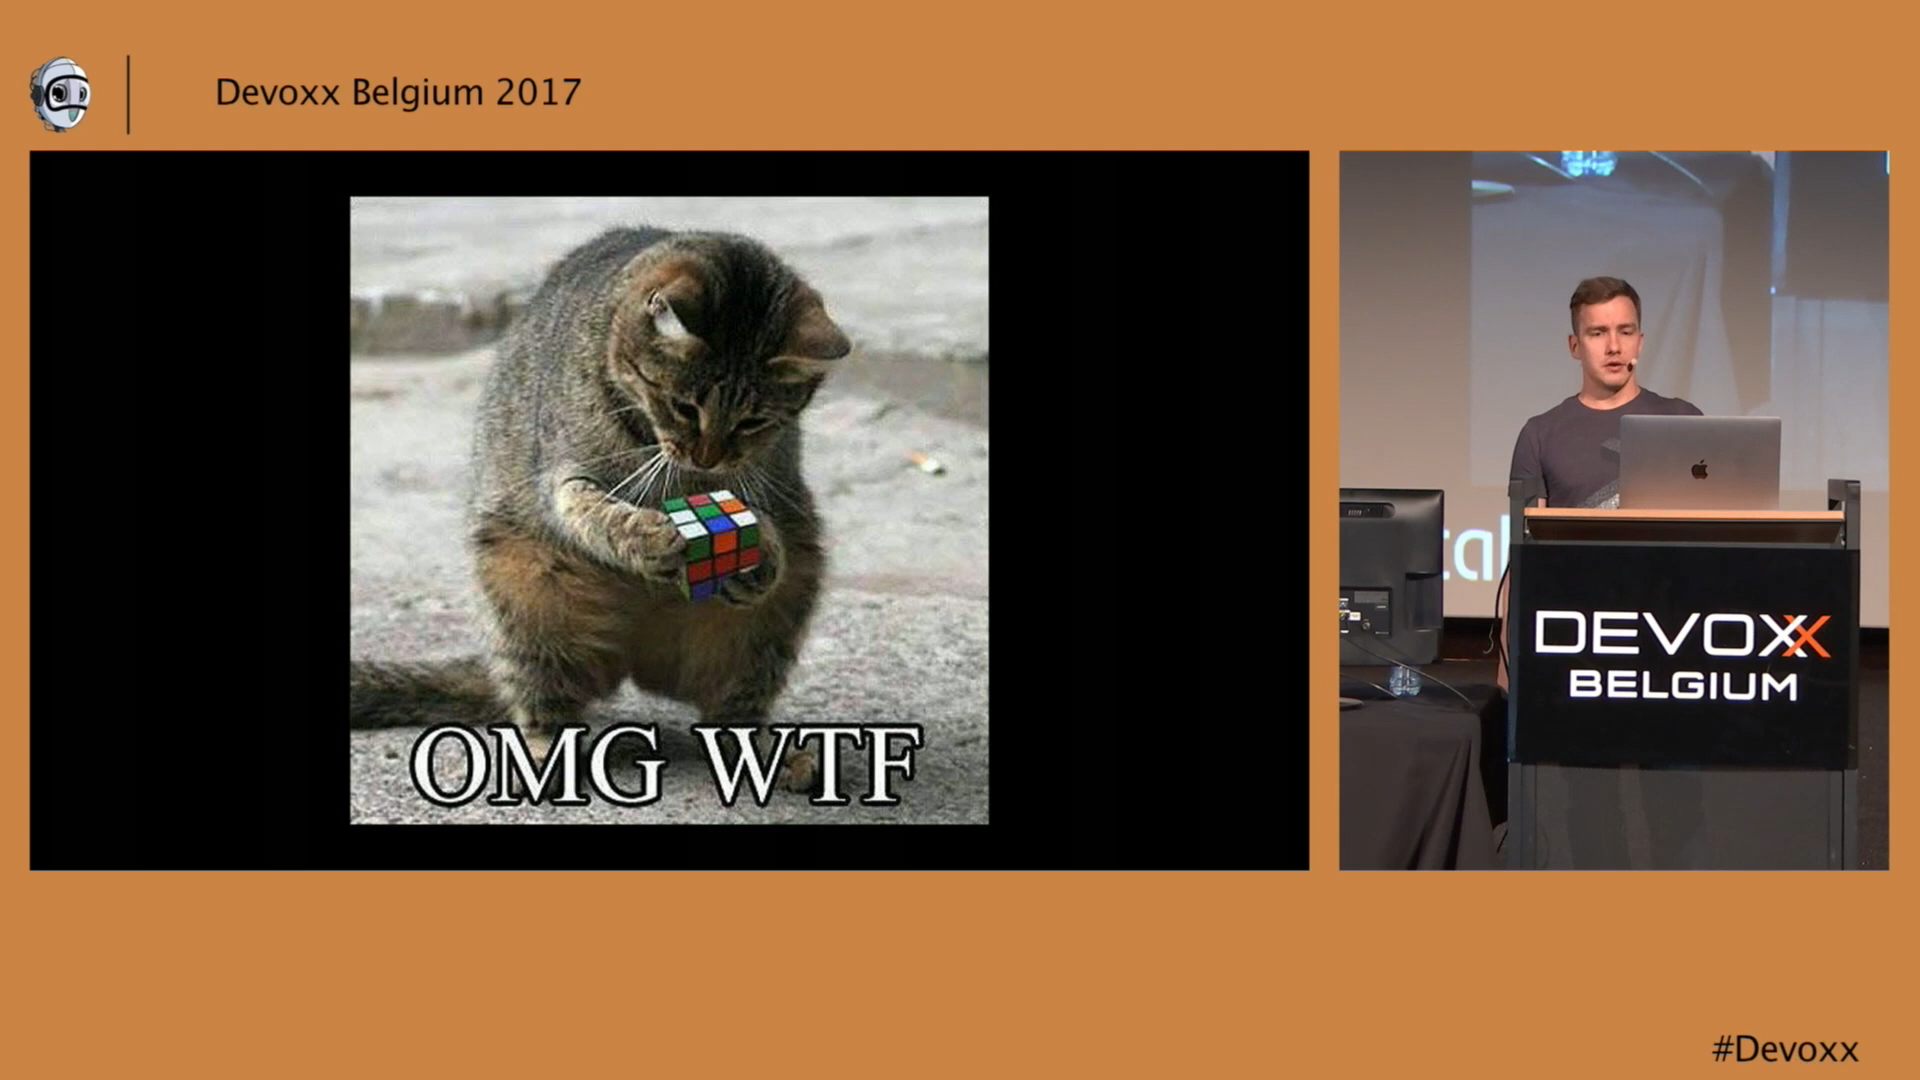 Devoxx Belgium 2017
OMG WTF
DEVOXX
BELGIUM
#Devoxx